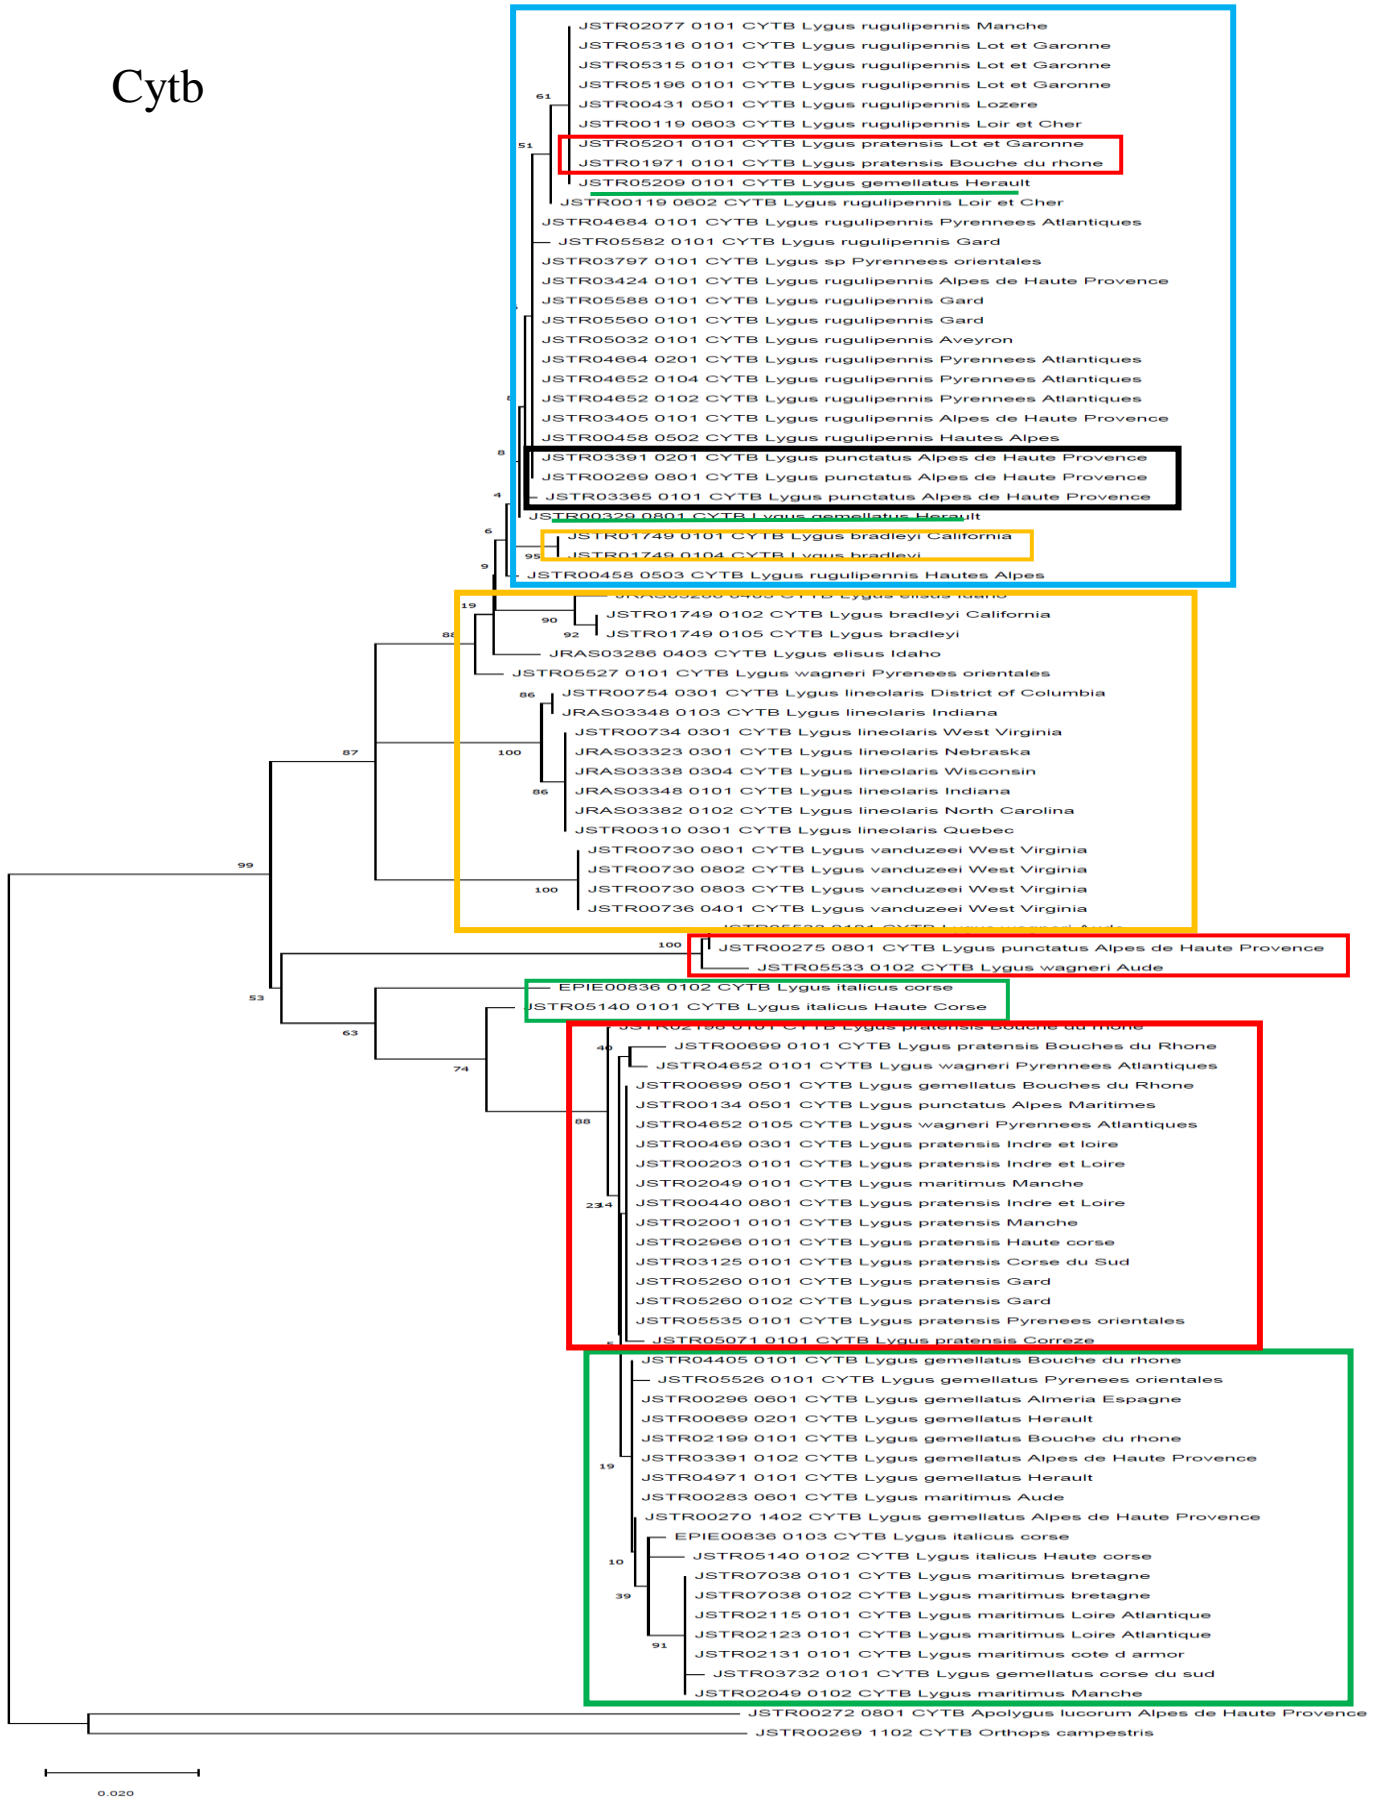 Cytb
JSTR02077 0101 CYTB Lygus rugulipennis Manche
JSTR05316 0101 CYTB Lygus rugulipennis Lot et Garonne
JSTR05315 0101 CYTB Lygus rugulipennis Lot et Garonne
JSTR05196 0101 CYTB Lygus rugulipennis Lot et Garonne
61
JSTR00431 0501 CYTB Lygus rugulipennis Lozere
JSTR00119 0603 CYTB Lygus rugulipennis Loir et Cher
51
JSTR05201 0101 CYTB Lygus pratensis Lot et Garonne
JSTR01971 0101 CYTB Lygus pratensis Bouche du rhone
JSTR05209 0101 CYTB Lygus gemellatus Herault
JSTR00119 0602 CYTB Lygus rugulipennis Loir et Cher
JSTR04684 0101 CYTB Lygus rugulipennis Pyrennees Atlantiques
JSTR05582 0101 CYTB Lygus rugulipennis Gard
JSTR03797 0101 CYTB Lygus sp Pyrennees orientales
JSTR03424 0101 CYTB Lygus rugulipennis Alpes de Haute Provence
JSTR05588 0101 CYTB Lygus rugulipennis Gard
JSTR05560 0101 CYTB Lygus rugulipennis Gard
JSTR05032 0101 CYTB Lygus rugulipennis Aveyron
JSTR04664 0201 CYTB Lygus rugulipennis Pyrennees Atlantiques
JSTR04652 0104 CYTB Lygus rugulipennis Pyrennees Atlantiques
JSTR04652 0102 CYTB Lygus rugulipennis Pyrennees Atlantiques
JSTR03405 0101 CYTB Lygus rugulipennis Alpes de Haute Provence
JSTR00458 0502 CYTB Lygus rugulipennis Hautes Alpes
8
JSTR03391 0201 CYTB Lygus punctatus Alpes de Haute Provence
JSTR00269 0801 CYTB Lygus punctatus Alpes de Haute Provence
4
JSTR03365 0101 CYTB Lygus punctatus Alpes de Haute Provence
JSTR00329 0801 CYTB Lygus gemellatus Herault
6
JSTR01749 0101 CYTB Lygus bradleyi California
95
JSTR01749 0104 CYTB Lygus bradleyi
9
JSTR00458 0503 CYTB Lygus rugulipennis Hautes Alpes
CYTB Lygus elisus Idaho
19
JSTR01749 0102 CYTB Lygus bradleyi California
90
88
92
JSTR01749 0105 CYTB Lygus bradleyi
JRAS03286 0403 CYTB Lygus elisus Idaho
JSTR05527 0101 CYTB Lygus wagneri Pyrenees orientales
86
JSTR00754 0301 CYTB Lygus lineolaris District of Columbia
JRAS03348 0103 CYTB Lygus lineolaris Indiana
JSTR00734 0301 CYTB Lygus lineolaris West Virginia
87
100
JRAS03323 0301 CYTB Lygus lineolaris Nebraska
JRAS03338 0304 CYTB Lygus lineolaris Wisconsin
86
JRAS03348 0101 CYTB Lygus lineolaris Indiana
JRAS03382 0102 CYTB Lygus lineolaris North Carolina
JSTR00310 0301 CYTB Lygus lineolaris Quebec
JSTR00730 0801 CYTB Lygus vanduzeei West Virginia
99
JSTR00730 0802 CYTB Lygus vanduzeei West Virginia
100
JSTR00730 0803 CYTB Lygus vanduzeei West Virginia
JSTR00736 0401 CYTB Lygus vanduzeei West Virginia
JSTR05533 0101 CYTB Lygus wagneri Aude
100
JSTR00275 0801 CYTB Lygus punctatus Alpes de Haute Provence
JSTR05533 0102 CYTB Lygus wagneri Aude
EPIE00836 0102 CYTB Lygus italicus corse
53
JSTR05140 0101 CYTB Lygus italicus Haute Corse
63
JSTR02198 0101 CYTB Lygus pratensis Bouche du rhone
40
JSTR00699 0101 CYTB Lygus pratensis Bouches du Rhone
74
JSTR04652 0101 CYTB Lygus wagneri Pyrennees Atlantiques
JSTR00699 0501 CYTB Lygus gemellatus Bouches du Rhone
JSTR00134 0501 CYTB Lygus punctatus Alpes Maritimes
88
JSTR04652 0105 CYTB Lygus wagneri Pyrennees Atlantiques
JSTR00469 0301 CYTB Lygus pratensis Indre et loire
JSTR00203 0101 CYTB Lygus pratensis Indre et Loire
JSTR02049 0101 CYTB Lygus maritimus Manche
23 14
JSTR00440 0801 CYTB Lygus pratensis Indre et Loire
JSTR02001 0101 CYTB Lygus pratensis Manche
JSTR02966 0101 CYTB Lygus pratensis Haute corse
JSTR03125 0101 CYTB Lygus pratensis Corse du Sud
JSTR05260 0101 CYTB Lygus pratensis Gard
JSTR05260 0102 CYTB Lygus pratensis Gard
JSTR05535 0101 CYTB Lygus pratensis Pyrenees orientales
JSTR05071 0101 CYTB Lygus pratensis Correze
JSTR04405 0101 CYTB Lygus gemellatus Bouche du rhone
JSTR05526 0101 CYTB Lygus gemellatus Pyrenees orientales
JSTR00296 0601 CYTB Lygus gemellatus Almeria Espagne
JSTR00669 0201 CYTB Lygus gemellatus Herault
JSTR02199 0101 CYTB Lygus gemellatus Bouche du rhone
19
JSTR03391 0102 CYTB Lygus gemellatus Alpes de Haute Provence
JSTR04971 0101 CYTB Lygus gemellatus Herault
JSTR00283 0601 CYTB Lygus maritimus Aude
JSTR00270 1402 CYTB Lygus gemellatus Alpes de Haute Provence
EPIE00836 0103 CYTB Lygus italicus corse
10
JSTR05140 0102 CYTB Lygus italicus Haute corse
JSTR07038 0101 CYTB Lygus maritimus bretagne
39
JSTR07038 0102 CYTB Lygus maritimus bretagne
JSTR02115 0101 CYTB Lygus maritimus Loire Atlantique
JSTR02123 0101 CYTB Lygus maritimus Loire Atlantique
91
JSTR02131 0101 CYTB Lygus maritimus cote d armor
JSTR03732 0101 CYTB Lygus gemellatus corse du sud
JSTR02049 0102 CYTB Lygus maritimus Manche
JSTR00272 0801 CYTB Apolygus lucorum Alpes de Haute Provence
JSTR00269 1102 CYTB Orthops campestris
0.020